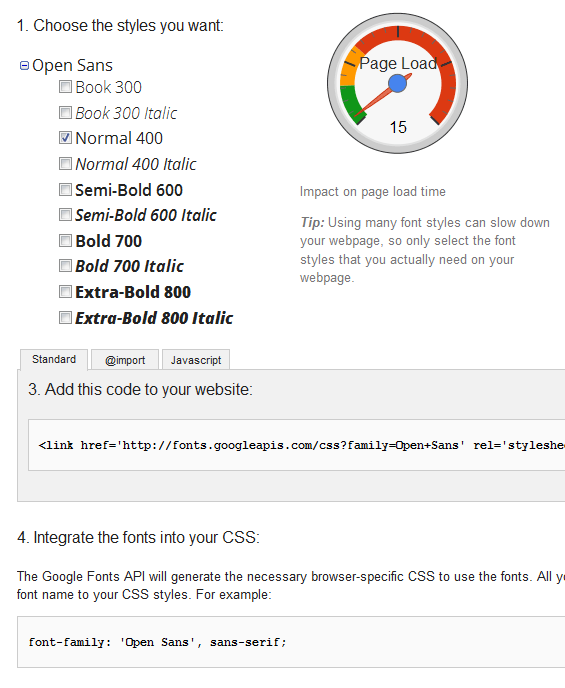 1. Choose the styles you want:
Open Sans
Book 300
Book 300 Italic
Normal 400
Normal 400 Italic
Semi-Bold 600
Semi-Bold 600 Italic
Bold 700
Bold 700 Italic
Extra-Bold 800
Extra-Bold 800 Italic
Page Load
15
Impact on page load time
Tip: Using many font styles can slow down
your webpage, so only select the font
styles that you actually need on your
webpage.
Standard @import Javascript
3. Add this code to your website:
<link href='http://fonts.googleapis.com/css?family=Open+Sans' rel='styleshe
4. Integrate the fonts into your CSS:
The Google Fonts API will generate the necessary browser-specific CSS to use the fonts. All y
font name to your CSS styles. For example:
font-family: 'Open Sans', sans-serif;